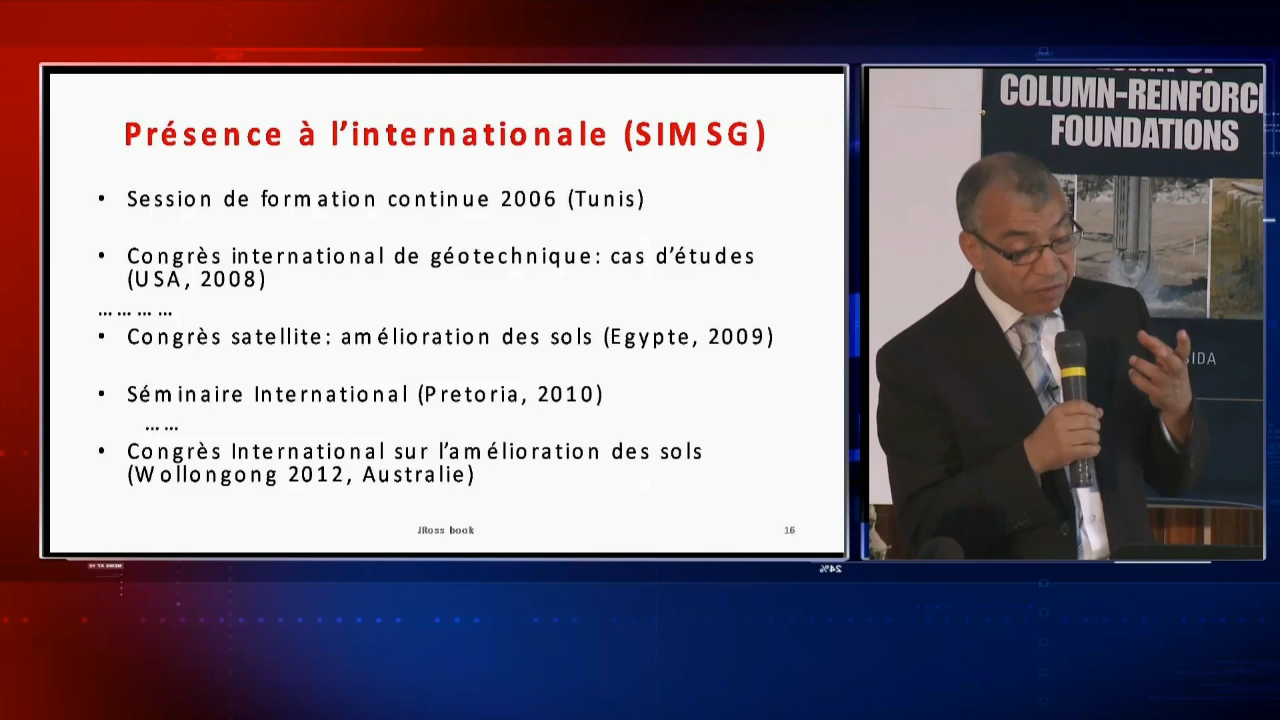 Présence à l'internationale (SIMSG)
• Session de formation continue 2006 (Tunis)
• Congrès international de géotechnique: cas d'études
(USA, 2008)
…………
• Congrès satellite: amélioration des sols (Egypte, 2009)
• Séminaire International (Pretoria, 2010)
……
• Congrès International sur l'amélioration des sols
(Wollongong 2012, Australie)
JRoss book
16
COLUMN-REINFORC
FOUNDATIONS
SIDA
24%